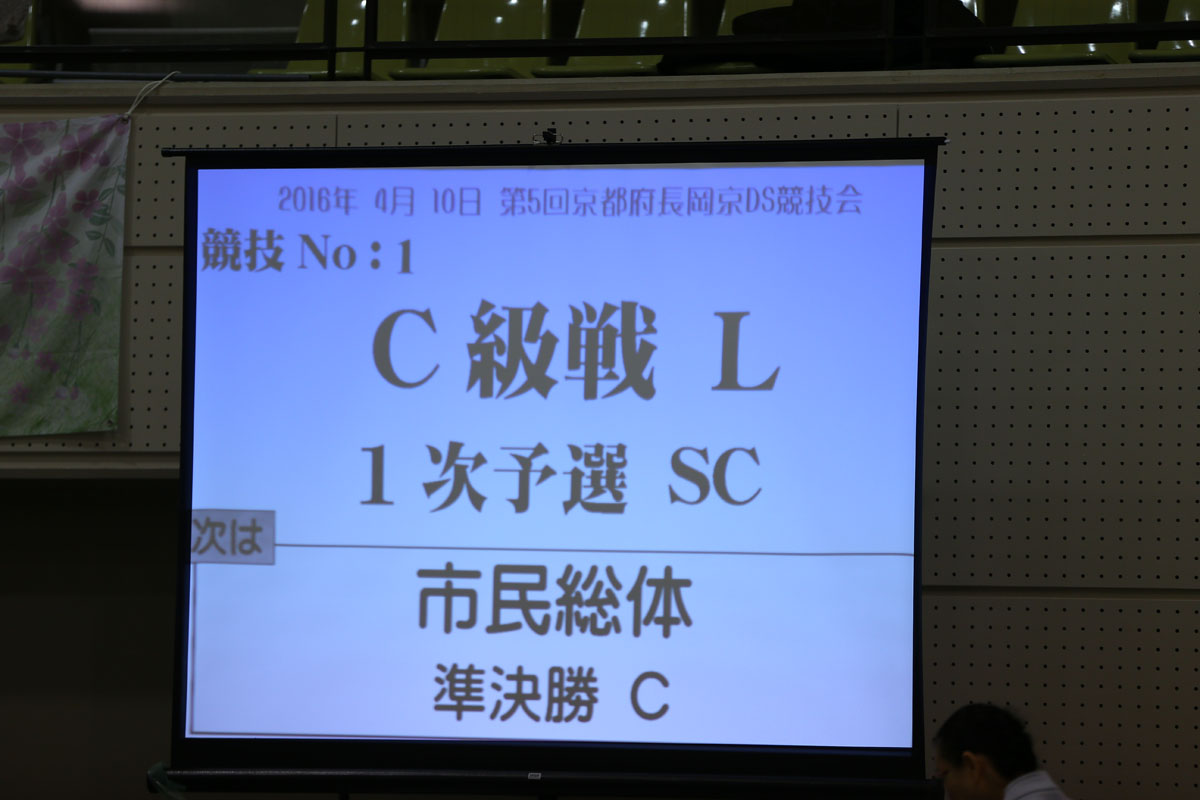 2016年 4月 10日 第5回京都府長岡京DS競技会
競技 No：1
C 級戦 L
1 次予選 SC
次は
市民総体
準決勝 C